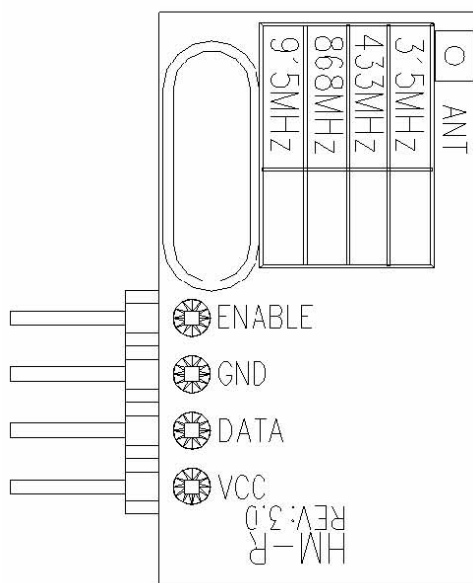 ANT
3'5MHz
433MHz
868MHz
9'5MHz
ENABLE
GND
DATA
VCC
HM-R
REV:3.0